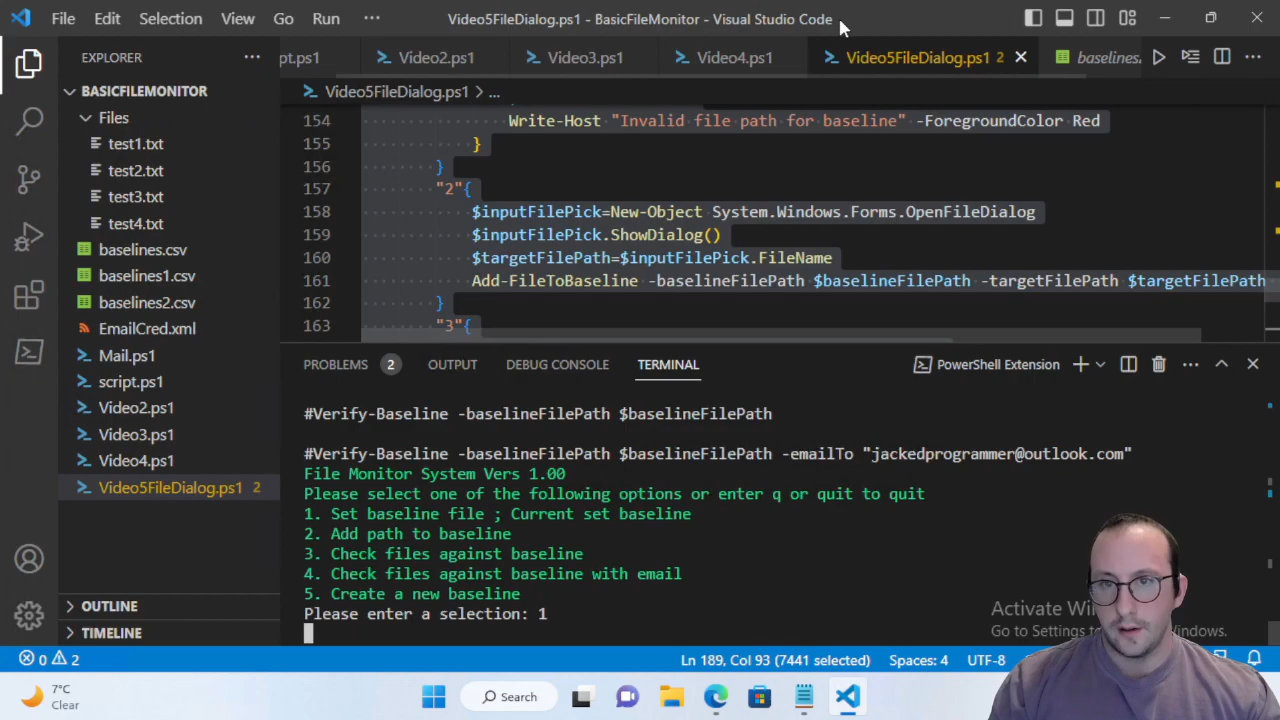 File Edit Selection View Go Run ··· Video5FileDialog.ps1 - BasicFileMonitor - Visual Studio Code
EXPLORER ··· pt.ps1 Video2.ps1 Video3.ps1 Video4.ps1 Video5FileDialog.ps1 2 baselines.
BASICFILEMONITOR
Files
test1.txt
test2.txt
test3.txt
test4.txt
baselines.csv
baselines1.csv
baselines2.csv
EmailCred.xml
Mail.ps1
script.ps1
Video2.ps1
Video3.ps1
Video4.ps1
Video5FileDialog.ps1 2
OUTLINE
TIMELINE
Video5FileDialog.ps1 > ...
154 Write-Host "Invalid file path for baseline" -ForegroundColor Red
155 }
156 }
157 "2"{
158 $inputFilePick=New-Object System.Windows.Forms.OpenFileDialog
159 $inputFilePick.ShowDialog()
160 $targetFilePath=$inputFilePick.FileName
161 Add-FileToBaseline -baselineFilePath $baselineFilePath -targetFilePath $targetFilePath
162 }
163 "3"{
PROBLEMS 2 OUTPUT DEBUG CONSOLE TERMINAL PowerShell Extension
#Verify-Baseline -baselineFilePath $baselineFilePath
#Verify-Baseline -baselineFilePath $baselineFilePath -emailTo "jackedprogrammer@outlook.com"
File Monitor System Vers 1.00
Please select one of the following options or enter q or quit to quit
1. Set baseline file ; Current set baseline
2. Add path to baseline
3. Check files against baseline
4. Check files against baseline with email
5. Create a new baseline
Please enter a selection: 1
Activate Wi
Go to Settings to ndows.
0 2 Ln 189, Col 93 (7441 selected) Spaces: 4 UTF-8
7°C
Clear
Search